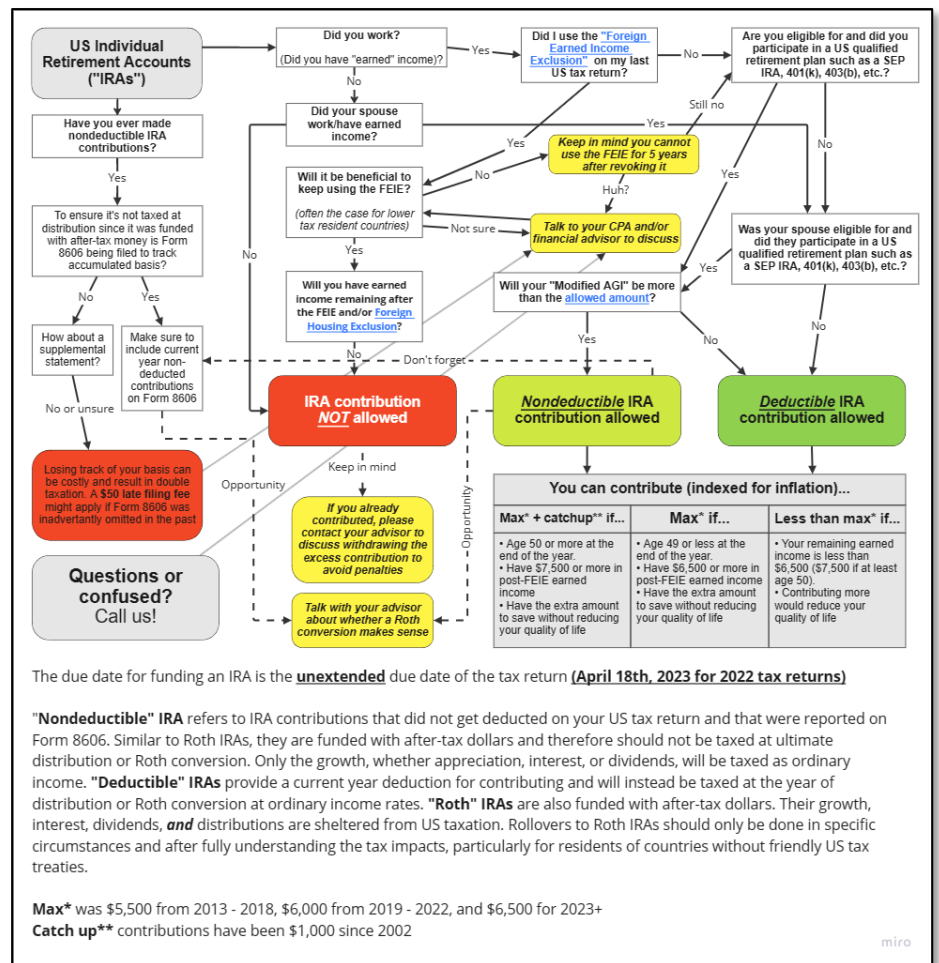 US Individual
Retirement Accounts
("IRAs")
Did you work?
(Did you have "earned" income)?
Yes
Did I use the "Foreign
Earned Income
Exclusion" on my last
US tax return?
No
Are you eligible for and did you
participate in a US qualified
retirement plan such as a SEP
IRA, 401(k), 403(b), etc.?
No
Still no
Have you ever made
nondeductible IRA
contributions?
Did your spouse
work/have earned
income?
Yes
Yes
Keep in mind you cannot
use the FEIE for 5 years
after revoking it
No
Yes
Will it be beneficial to
keep using the FEIE?
(often the case for lower
tax resident countries)
No
Huh?
Yes
To ensure it's not taxed at
distribution since it was funded
with after-tax money is Form
8606 being filed to track
accumulated basis?
Not sure
Talk to your CPA and/or
financial advisor to discuss
Was your spouse eligible for and
did they participate in a US
qualified retirement plan such as
a SEP IRA, 401(k), 403(b), etc.?
No
Yes
Yes
No
Yes
Will you have earned
income remaining after
the FEIE and/or Foreign
Housing Exclusion?
Will your "Modified AGI" be more
than the allowed amount?
How about a
supplemental
statement?
Make sure to
include current
year non-
deducted
contributions
on Form 8606
No
Don't forget
Yes
No
No
No or unsure
IRA contribution
NOT allowed
Nondeductible IRA
contribution allowed
Deductible IRA
contribution allowed
Losing track of your basis can
be costly and result in double
taxation. A $50 late filing fee
might apply if Form 8606 was
inadvertantly omitted in the past
Opportunity
Keep in mind
Opportunity
If you already
contributed, please
contact your advisor to
discuss withdrawing the
excess contribution to
avoid penalties
Talk with your advisor
about whether a Roth
conversion makes sense
Questions or
confused?
Call us!
You can contribute (indexed for inflation)...
Max* + catchup** if...
• Age 50 or more at the
end of the year.
• Have $7,500 or more in
post-FEIE earned
income
• Have the extra amount
to save without reducing
your quality of life
Max* if...
• Age 49 or less at the
end of the year.
• Have $6,500 or more in
post-FEIE earned income
• Have the extra amount
to save without reducing
your quality of life
Less than max* if...
• Your remaining earned
income is less than
$6,500 ($7,500 if at least
age 50).
• Contributing more
would reduce your
quality of life
The due date for funding an IRA is the unextended due date of the tax return (April 18th, 2023 for 2022 tax returns)
"Nondeductible" IRA refers to IRA contributions that did not get deducted on your US tax return and that were reported on
Form 8606. Similar to Roth IRAs, they are funded with after-tax dollars and therefore should not be taxed at ultimate
distribution or Roth conversion. Only the growth, whether appreciation, interest, or dividends, will be taxed as ordinary
income. "Deductible" IRAs provide a current year deduction for contributing and will instead be taxed at the year of
distribution or Roth conversion at ordinary income rates. "Roth" IRAs are also funded with after-tax dollars. Their growth,
interest, dividends, and distributions are sheltered from US taxation. Rollovers to Roth IRAs should only be done in specific
circumstances and after fully understanding the tax impacts, particularly for residents of countries without friendly US tax
treaties.
Max* was $5,500 from 2013 - 2018, $6,000 from 2019 - 2022, and $6,500 for 2023+
Catch up** contributions have been $1,000 since 2002
miro